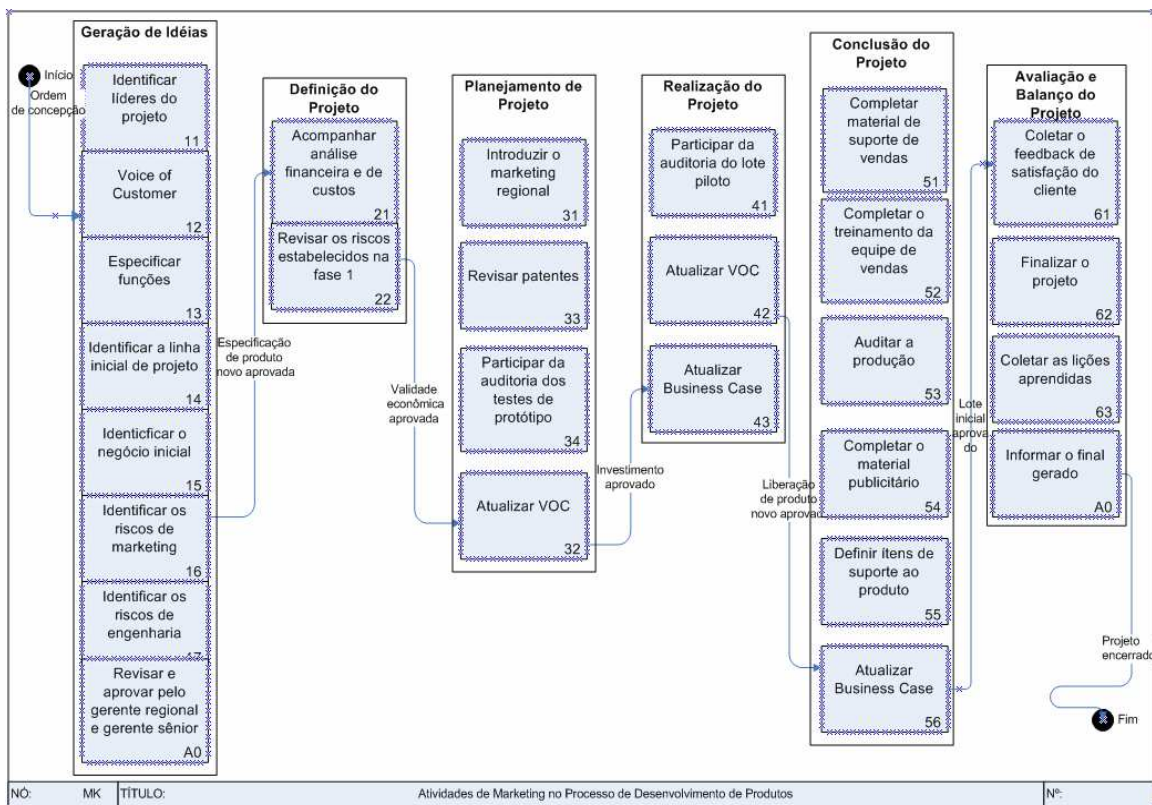 Geração de Idéias
Início
Ordem
de concepção
Identificar
líderes do
projeto
11
Voice of
Customer
12
Especificar
funções
13
Identificar a linha
inicial de projeto
14
Identicficar o
negócio inicial
15
Identificar os
riscos de
marketing
16
Identificar os
riscos de
engenharia
17
Revisar e
aprovar pelo
gerente regional
e gerente sênior
A0
Especificação
de produto
novo aprovada
Definição do
Projeto
Acompanhar
análise
financeira e de
custos
21
Revisar os riscos
estabelecidos na
fase 1
22
Validade
econômica
aprovada
Planejamento de
Projeto
Introduzir o
marketing
regional
31
Revisar patentes
33
Participar da
auditoria dos
testes de
protótipo
34
Atualizar VOC
32
Investimento
aprovado
Realização do
Projeto
Participar da
auditoria do lote
piloto
41
Atualizar VOC
42
Atualizar
Business Case
43
Liberação
de produto
novo aprovado
Conclusão do
Projeto
Completar
material de
suporte de
vendas
51
Completar o
treinamento da
equipe de
vendas
52
Auditar a
produção
53
Completar o
material
publicitário
54
Definir ítens de
suporte ao
produto
55
Atualizar
Business Case
56
Lote
inicial
aprova
do
Avaliação e
Balanço do
Projeto
Coletar o
feedback de
satisfação do
cliente
61
Finalizar o
projeto
62
Coletar as lições
aprendidas
63
Informar o final
gerado
A0
Projeto
encerrado
Fim
NÓ: MK TÍTULO: Atividades de Marketing no Processo de Desenvolvimento de Produtos Nº: